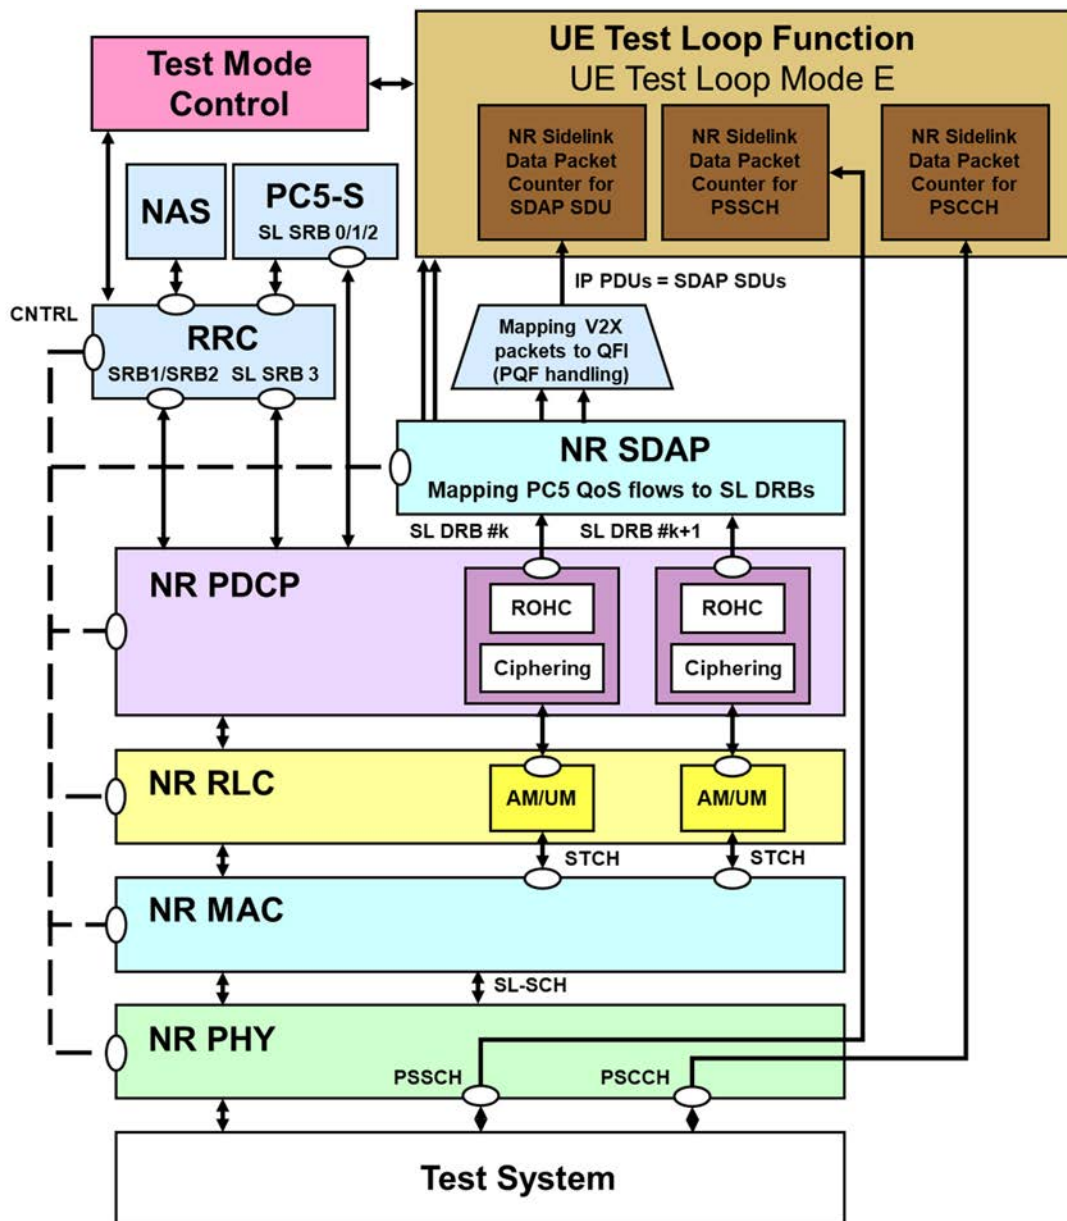 UE Test Loop Function
UE Test Loop Mode E
Test Mode
Control
NR Sidelink
Data Packet
Counter for
SDAP SDU
NR Sidelink
Data Packet
Counter for
PSSCH
NR Sidelink
Data Packet
Counter for
PSCCH
NAS
PC5-S
SL SRB 0/1/2
IP PDUs = SDAP SDUs
CNTRL
RRC
SRB1/SRB2 SL SRB 3
Mapping V2X
packets to QFI
(PQF handling)
NR SDAP
Mapping PC5 QoS flows to SL DRBs
SL DRB #k
SL DRB #k+1
NR PDCP
ROHC
Ciphering
ROHC
Ciphering
NR RLC
AM/UM
AM/UM
STCH
STCH
NR MAC
SL-SCH
NR PHY
PSSCH
PSCCH
Test System